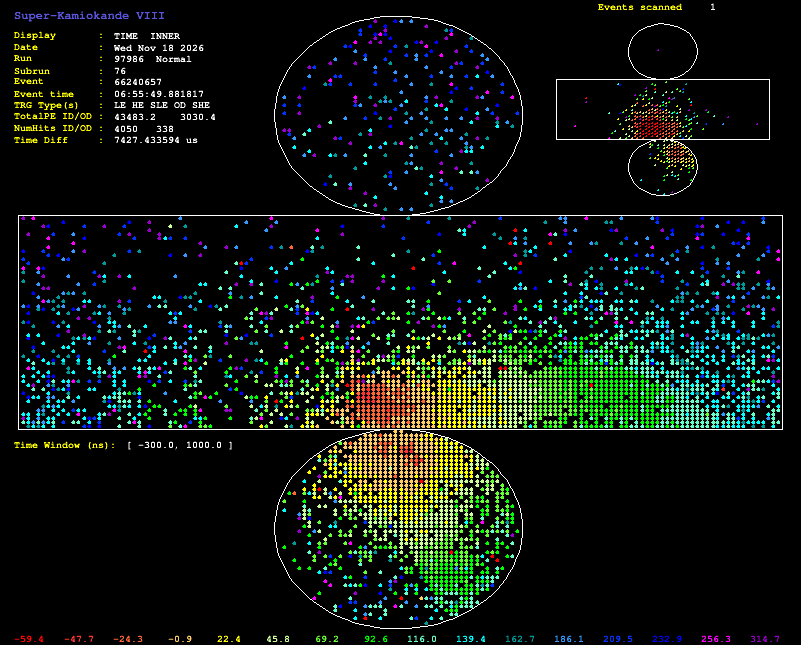 Super-Kamiokande VIII
Events scanned 1
Display : TIME INNER
Date : Wed Nov 18 2026
Run : 97986 Normal
Subrun : 76
Event : 66240657
Event time : 06:55:49.881817
TRG Type(s) : LE HE SLE OD SHE
TotalPE ID/OD : 43483.2 3030.4
NumHits ID/OD : 4050 338
Time Diff : 7427.433594 us
Time Window (ns): [ -300.0, 1000.0 ]
-59.4 -47.7 -24.3 -0.9 22.4 45.8 69.2 92.6 116.0 139.4 162.7 186.1 209.5 232.9 256.3 314.7